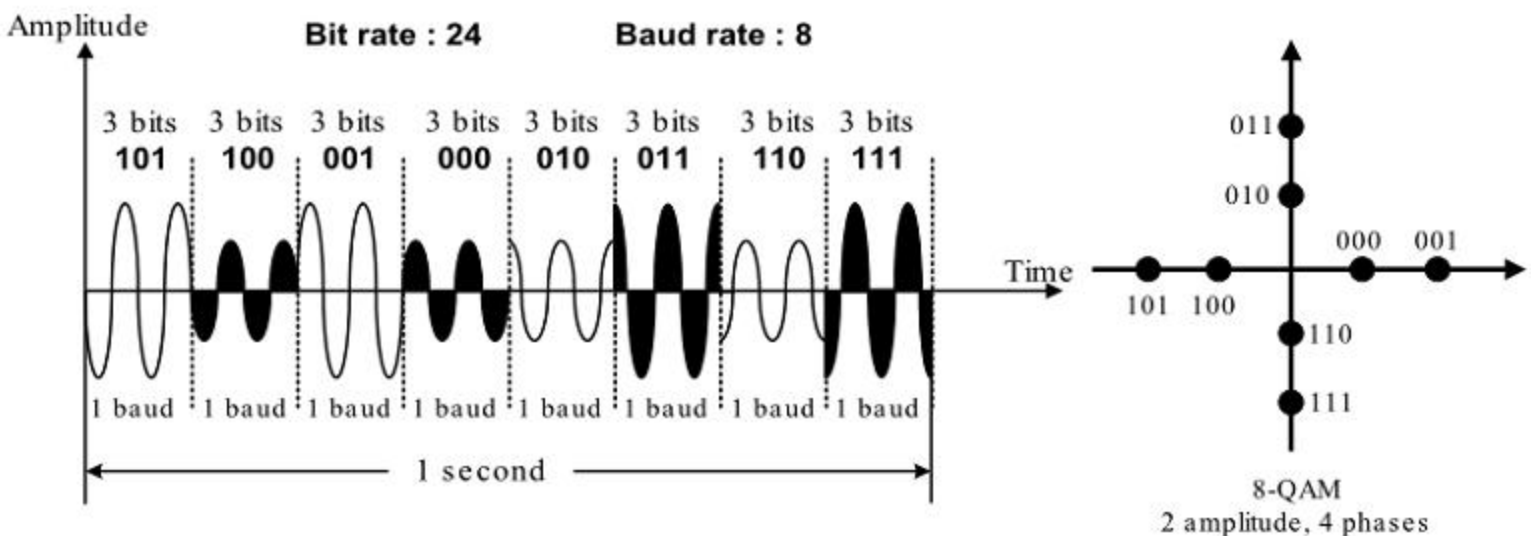 Amplitude
Bit rate : 24 Baud rate : 8
3 bits 3 bits 3 bits 3 bits 3 bits 3 bits 3 bits 3 bits
101 100 001 000 010 011 110 111
Time
1 baud 1 baud 1 baud 1 baud 1 baud 1 baud 1 baud 1 baud
1 second
011
010
000 001
101 100
110
111
8-QAM
2 amplitude, 4 phases